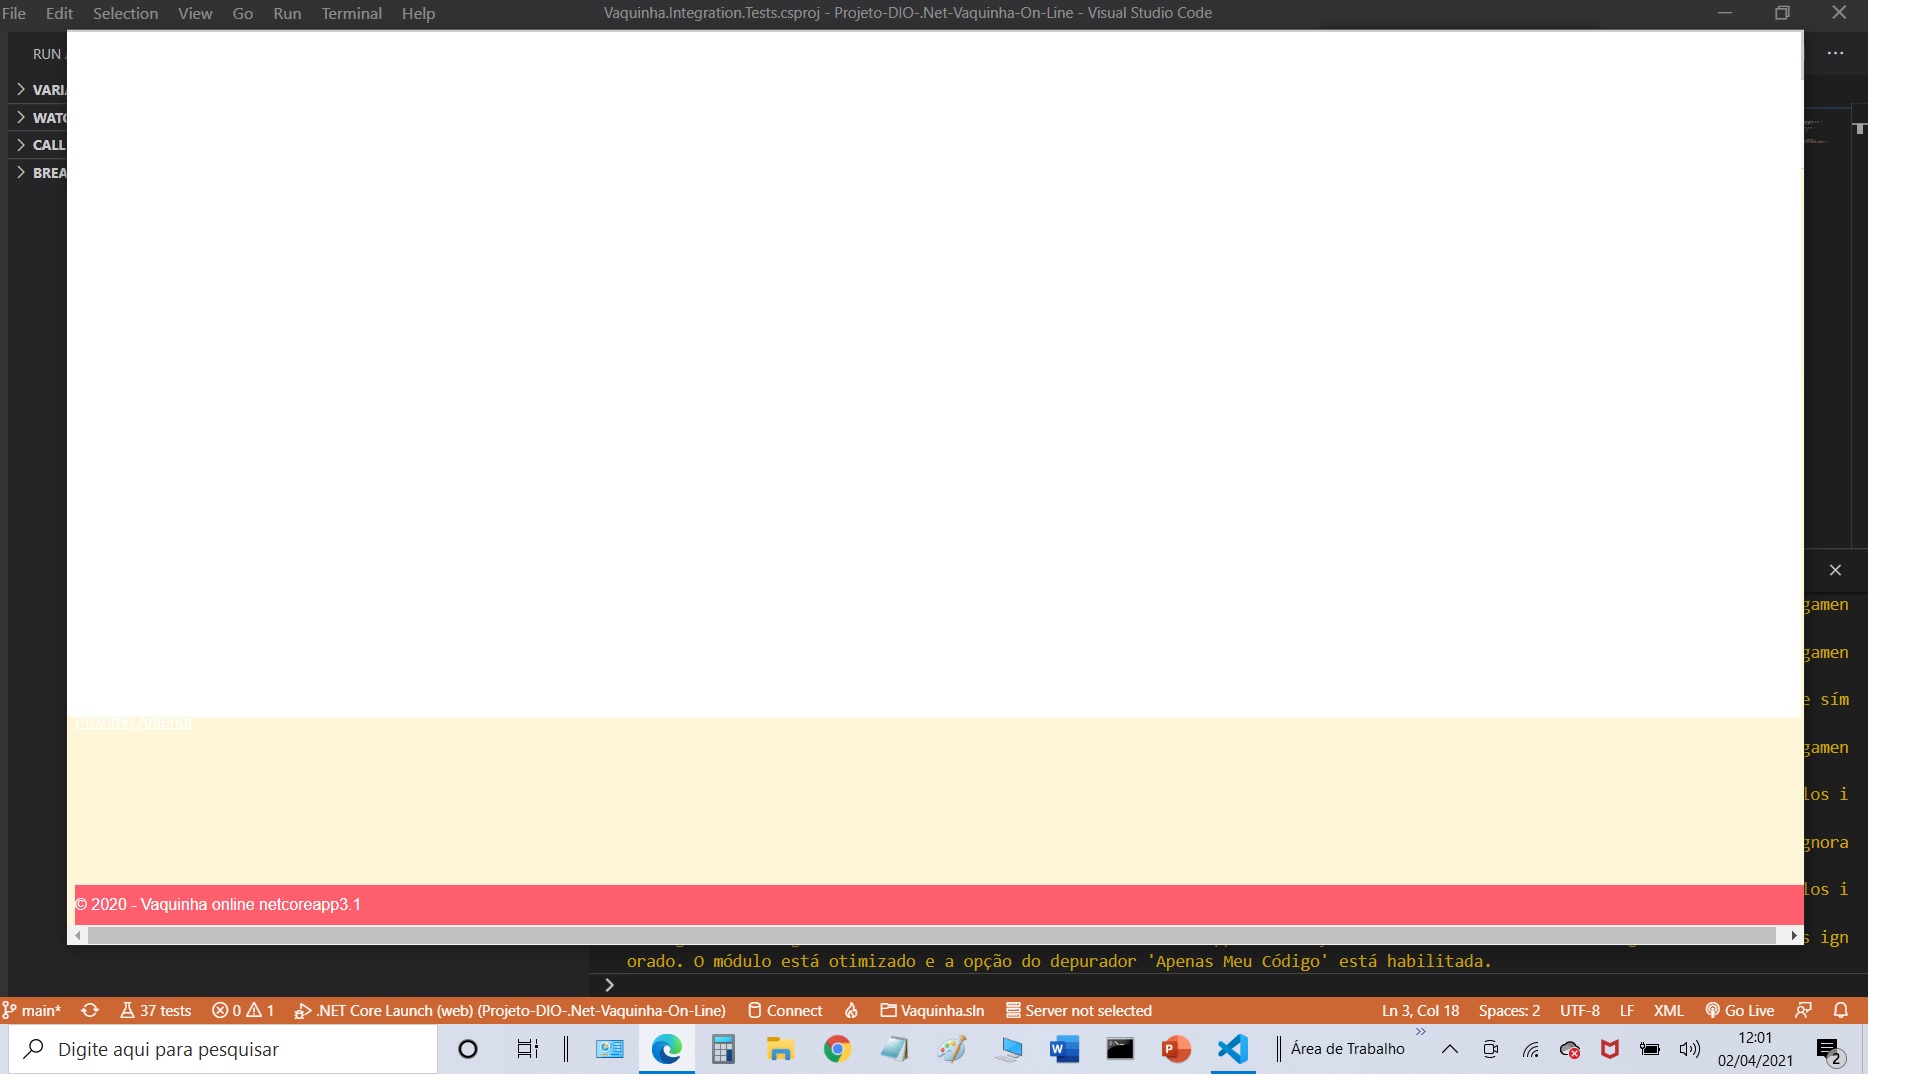 File Edit Selection View Go Run Terminal Help
Vaquinha.Integration.Tests.csproj - Projeto-DIO-.Net-Vaquinha-On-Line - Visual Studio Code
RUN
VARI
WATC
CALL
BREA
gamen
gamen
e sím
gamen
los i
gnora
los i
s ign
Próximo Anterior
© 2020 - Vaquinha online netcoreapp3.1
orado. O módulo está otimizado e a opção do depurador 'Apenas Meu Código' está habilitada.
main* 37 tests 0 1 .NET Core Launch (web) (Projeto-DIO-.Net-Vaquinha-On-Line) Connect Vaquinha.sln Server not selected Ln 3, Col 18 Spaces: 2 UTF-8 LF XML Go Live
Digite aqui para pesquisar
Área de Trabalho
12:01
02/04/2021
2